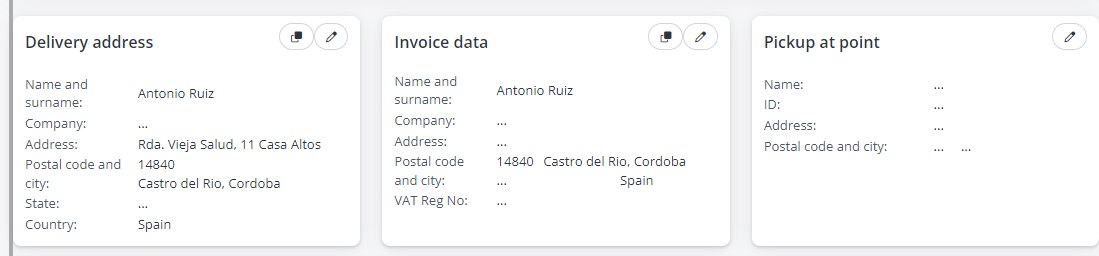 Delivery address
Name and surname: Antonio Ruiz
Company: ...
Address: Rda. Vieja Salud, 11 Casa Altos
Postal code and city: 14840
Castro del Rio, Cordoba
State: ...
Country: Spain
Invoice data
Name and surname: Antonio Ruiz
Company: ...
Address: ...
Postal code and city: 14840 Castro del Rio, Cordoba
... Spain
VAT Reg No: ...
Pickup at point
Name: ...
ID: ...
Address: ...
Postal code and city: ... ...